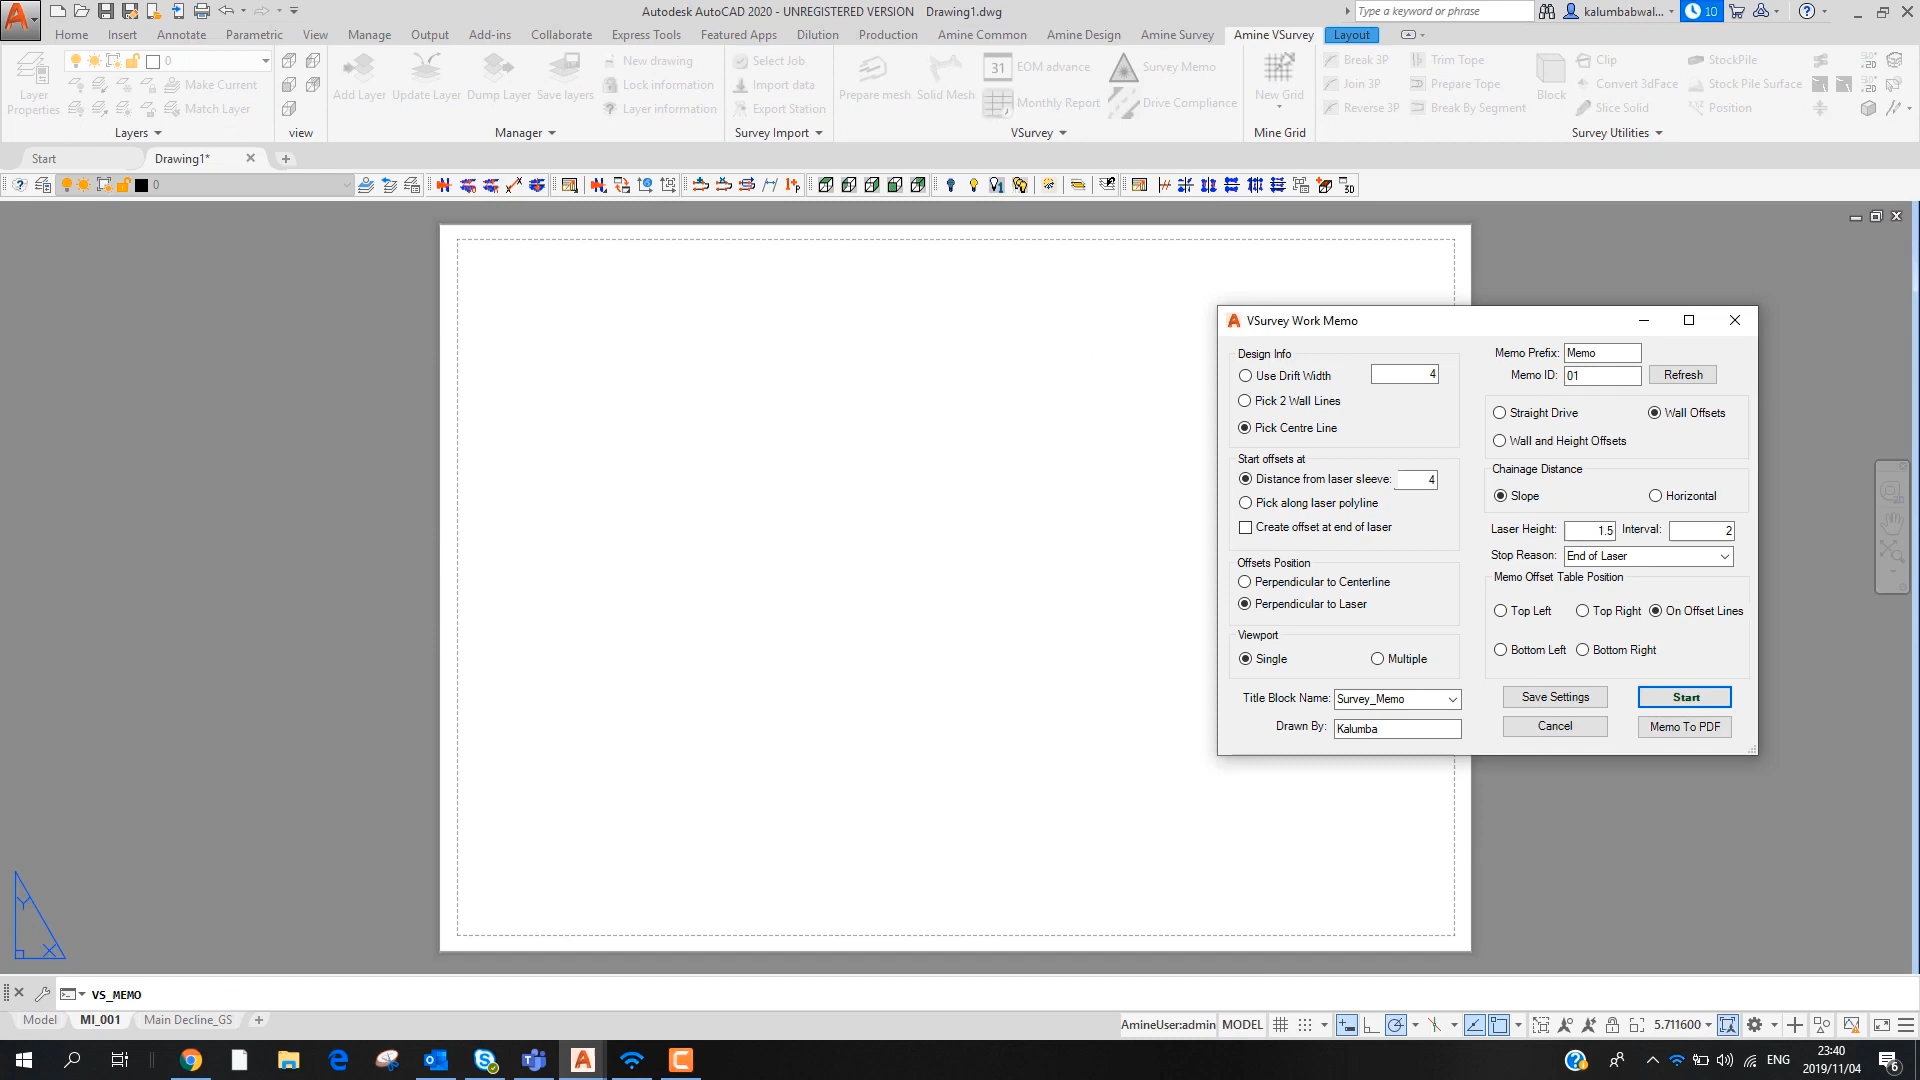 Autodesk AutoCAD 2020 - UNREGISTERED VERSION Drawing1.dwg
Type a keyword or phrase
kalumbabwal...
10
Home Insert Annotate Parametric View Manage Output Add-ins Collaborate Express Tools Featured Apps Dilution Production Amine Common Amine Design Amine Survey Amine VSurvey Layout
Layer Properties
0
Make Current
Match Layer
Layers
view
Add Layer Update Layer Dump Layer Save layers
New drawing
Lock information
Layer information
Manager
Select Job
Import data
Export Station
Survey Import
Prepare mesh Solid Mesh
31 EOM advance
Monthly Report
Survey Memo
Drive Compliance
VSurvey
New Grid
Mine Grid
Break 3P
Join 3P
Reverse 3P
Trim Tope
Prepare Tope
Break By Segment
Block
Clip
Convert 3dFace
Slice Solid
StockPile
Stock Pile Surface
Position
Survey Utilities
Start
Drawing1*
0
3D
VSurvey Work Memo
Design Info
Use Drift Width 4
Pick 2 Wall Lines
Pick Centre Line
Start offsets at
Distance from laser sleeve: 4
Pick along laser polyline
Create offset at end of laser
Offsets Position
Perpendicular to Centerline
Perpendicular to Laser
Viewport
Single
Multiple
Title Block Name: Survey_Memo
Drawn By: Kalumba
Memo Prefix: Memo
Memo ID: 01
Refresh
Straight Drive
Wall Offsets
Wall and Height Offsets
Chainage Distance
Slope
Horizontal
Laser Height: 1.5 Interval: 2
Stop Reason: End of Laser
Memo Offset Table Position
Top Left
Top Right
On Offset Lines
Bottom Left
Bottom Right
Save Settings
Start
Cancel
Memo To PDF
Y
X
VS_MEMO
Model
MI_001
Main Decline_GS
AmineUser:admin MODEL
5.711600
ENG
23:40
2019/11/04
6